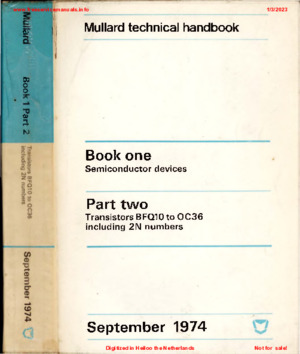 www.freeservicemanuals.info
1/3/2023
Mullard technical handbook
Book one
Semiconductor devices
Part two
Transistors BFQ10 to OC36
including 2N numbers
September 1974
Mullard
Book 1 Part 2
Transistors BFQ10 to OC36
including 2N numbers
September 1974
Digitized in Heiloo the Netherlands
Not for sale!